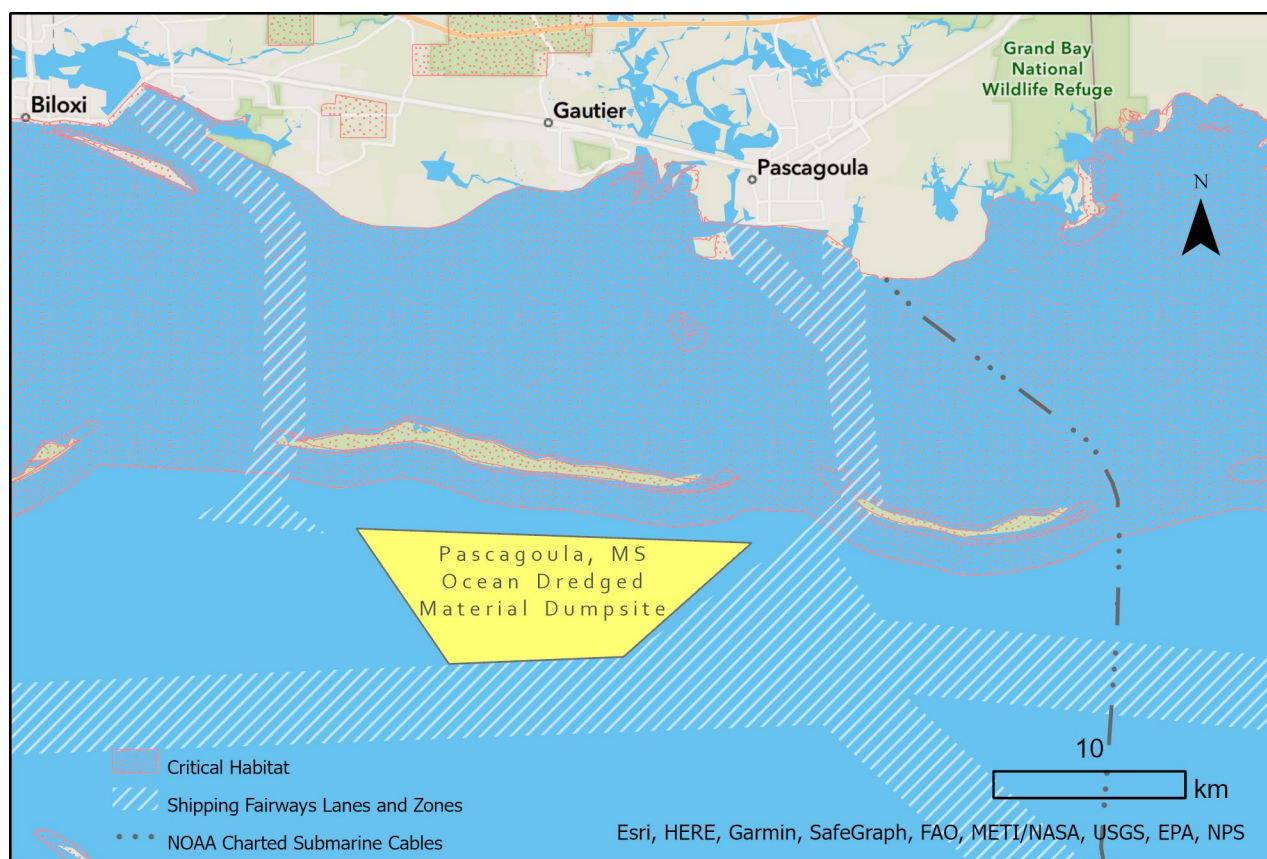 Grand Bay
National
Wildlife Refuge
Biloxi
Gautier
Pascagoula
N
Pascagoula, MS
Ocean Dredged
Material Dumpsite
10
km
Critical Habitat
Shipping Fairways Lanes and Zones
NOAA Charted Submarine Cables
Esri, HERE, Garmin, SafeGraph, FAO, METI/NASA, USGS, EPA, NPS